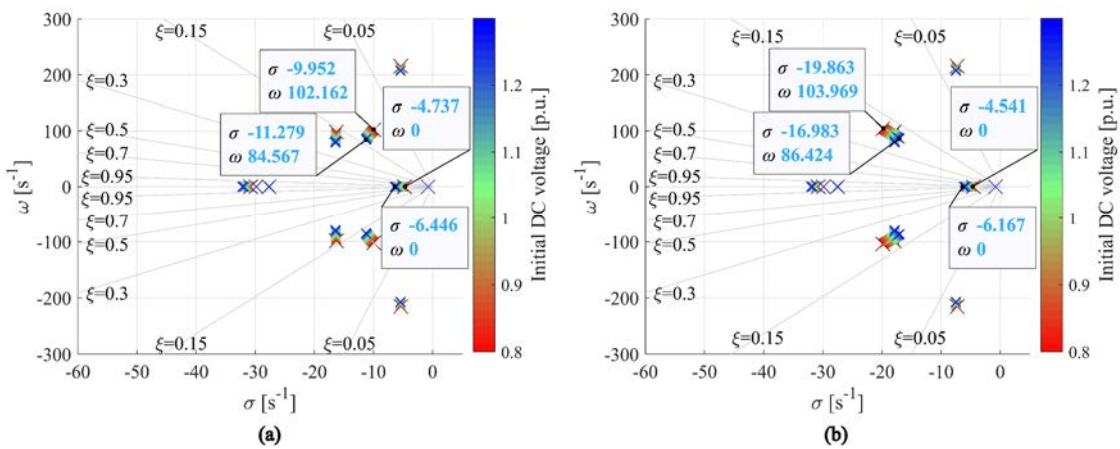 300
200
100
0
-100
-200
-300
ω [s⁻¹]
-60
-50
-40
-30
-20
-10
0
σ [s⁻¹]
ξ=0.15
ξ=0.05
ξ=0.3
ξ=0.5
ξ=0.7
ξ=0.95
ξ=0.95
ξ=0.7
ξ=0.5
ξ=0.3
ξ=0.15
ξ=0.05
σ -9.952
ω 102.162
σ -11.279
ω 84.567
σ -4.737
ω 0
σ -6.446
ω 0
1.2
1.1
1
0.9
0.8
Initial DC voltage [p.u.]
(a)
300
200
100
0
-100
-200
-300
ω [s⁻¹]
-60
-50
-40
-30
-20
-10
0
σ [s⁻¹]
ξ=0.15
ξ=0.05
ξ=0.3
ξ=0.5
ξ=0.7
ξ=0.95
ξ=0.95
ξ=0.7
ξ=0.5
ξ=0.3
ξ=0.15
ξ=0.05
σ -19.863
ω 103.969
σ -16.983
ω 86.424
σ -4.541
ω 0
σ -6.167
ω 0
1.2
1.1
1
0.9
0.8
Initial DC voltage [p.u.]
(b)